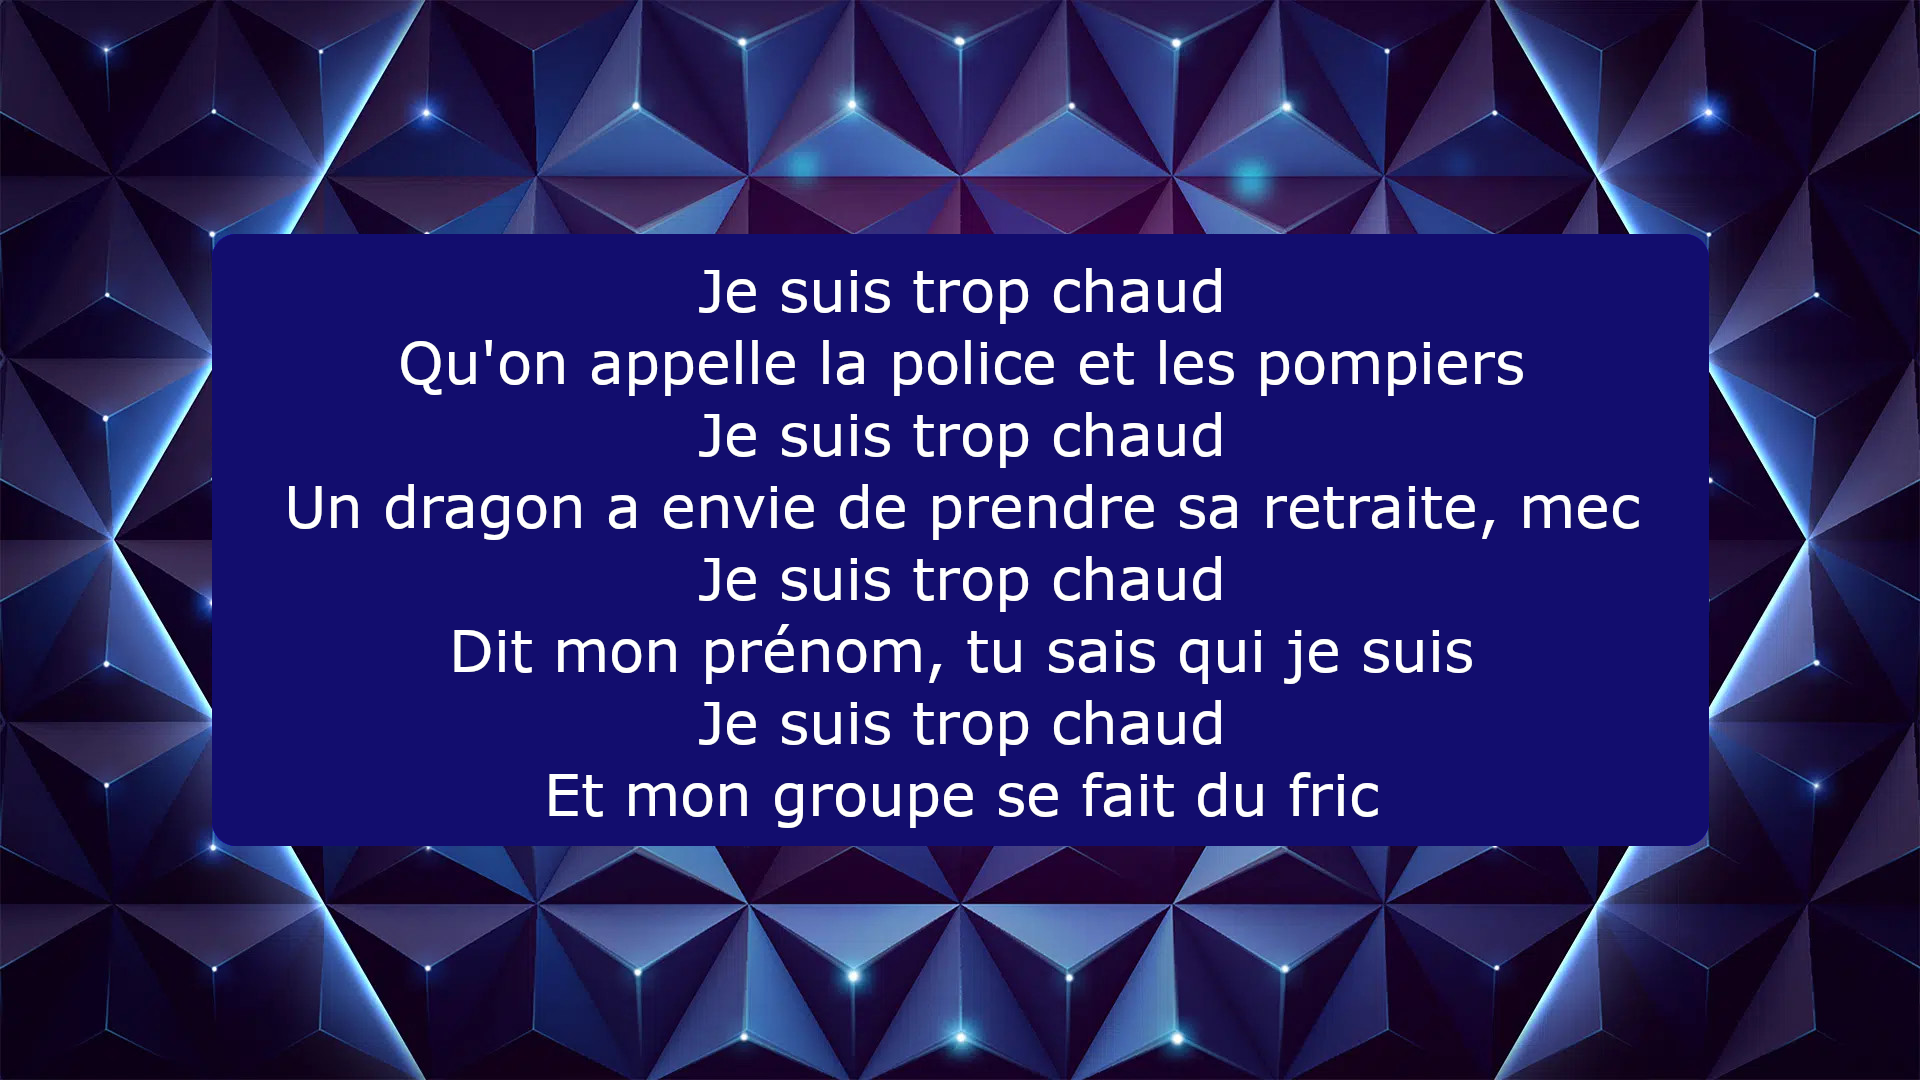 Je suis trop chaud
Qu'on appelle la police et les pompiers
Je suis trop chaud
Un dragon a envie de prendre sa retraite, mec
Je suis trop chaud
Dit mon prénom, tu sais qui je suis
Je suis trop chaud
Et mon groupe se fait du fric